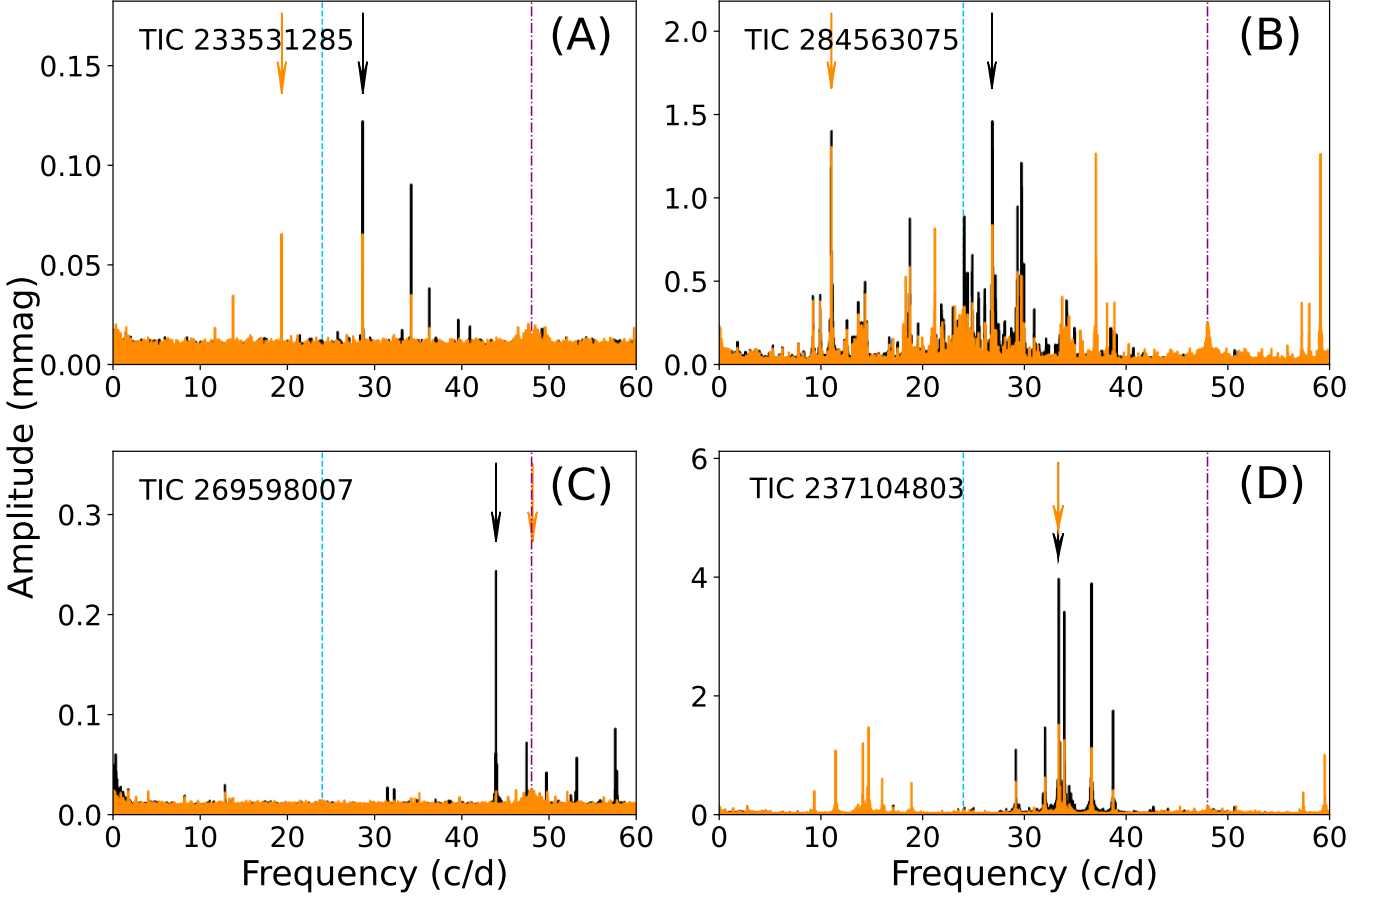 TIC 233531285
(A)
0.15
0.10
0.05
0.00
0 10 20 30 40 50 60
TIC 284563075
(B)
2.0
1.5
1.0
0.5
0.0
0 10 20 30 40 50 60
Amplitude (mmag)
TIC 269598007
(C)
0.3
0.2
0.1
0.0
0 10 20 30 40 50 60
Frequency (c/d)
TIC 237104803
(D)
6
4
2
0
0 10 20 30 40 50 60
Frequency (c/d)